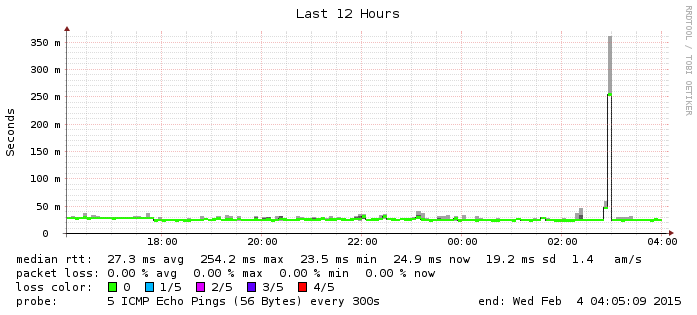 Last 12 Hours
RRDTOOL / TOBI OETIKER
Seconds
350 m
300 m
250 m
200 m
150 m
100 m
50 m
0
18:00 20:00 22:00 00:00 02:00 04:00
median rtt: 27.3 ms avg 254.2 ms max 23.5 ms min 24.9 ms now 19.2 ms sd 1.4 am/s
packet loss: 0.00 % avg 0.00 % max 0.00 % min 0.00 % now
loss color: 0 1/5 2/5 3/5 4/5
probe: 5 ICMP Echo Pings (56 Bytes) every 300s end: Wed Feb 4 04:05:09 2015